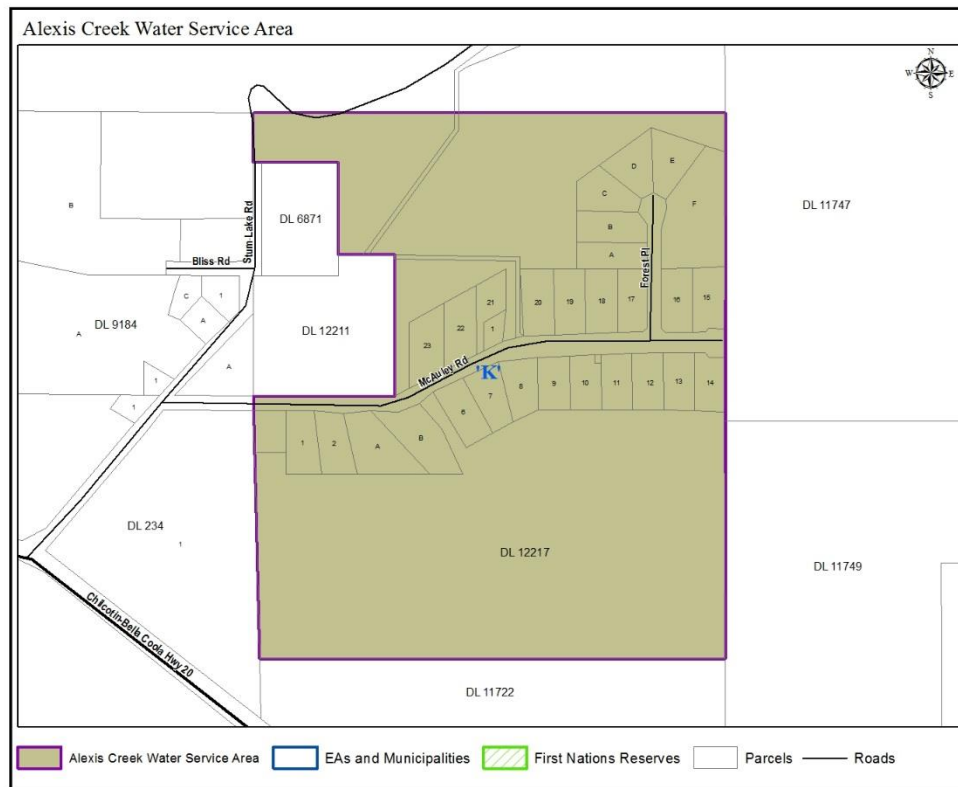 Alexis Creek Water Service Area
N
W E
S
B
DL 6871
Stum-Lake Rd
Bliss Rd
DL 9184
A
C
1
A
A
1
1
DL 12211
D
E
C
F
B
A
Forest Pl
DL 11747
21
22
23
1
20
19
18
17
16
15
McAuley Rd
'K'
6
7
8
9
10
11
12
13
14
1
2
A
B
DL 234
1
DL 12217
DL 11749
Chilcotin-Bella Coola Hwy 20
DL 11722
Alexis Creek Water Service Area
EAs and Municipalities
First Nations Reserves
Parcels
Roads